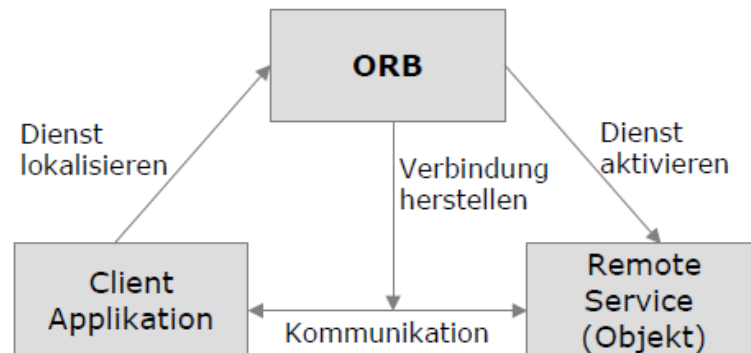 ORB
Dienst
lokalisieren
Verbindung
herstellen
Dienst
aktivieren
Client
Applikation
Kommunikation
Remote
Service
(Objekt)